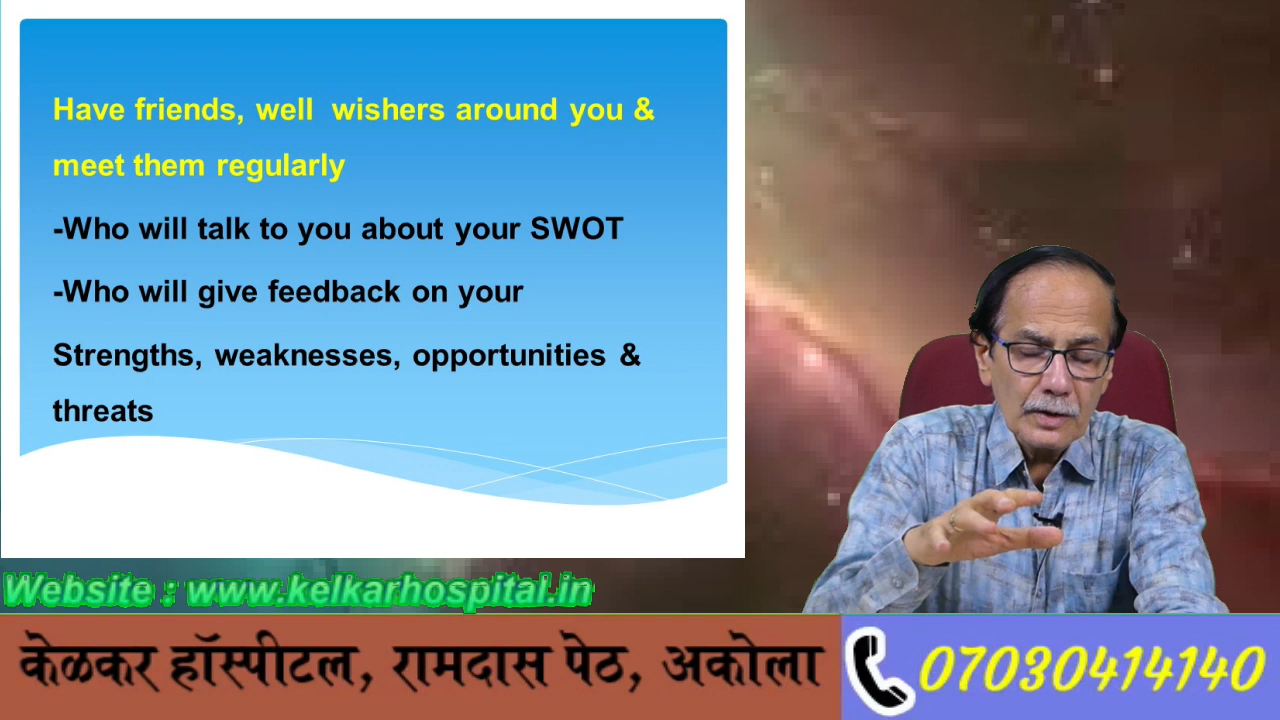 Have friends, well wishers around you &
meet them regularly
-Who will talk to you about your SWOT
-Who will give feedback on your
Strengths, weaknesses, opportunities &
threats
Website : www.kelkarhospital.in
केळकर हॉस्पीटल, रामदास पेठ, अकोला
07030414140